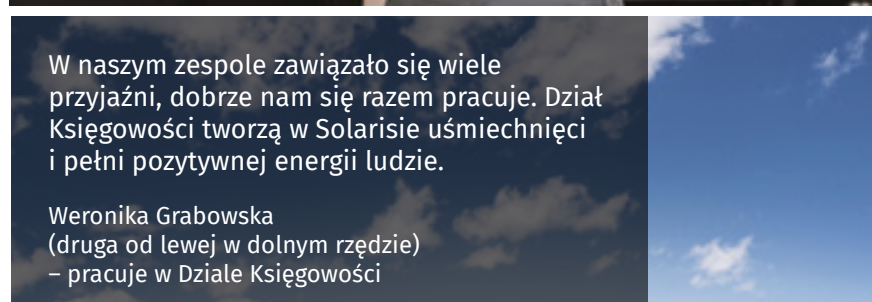 W naszym zespole zawiązało się wiele
przyjaźni, dobrze nam się razem pracuje. Dział
Księgowości tworzą w Solarisie uśmiechnięci
i pełni pozytywnej energii ludzie.
Weronika Grabowska
(druga od lewej w dolnym rzędzie)
– pracuje w Dziale Księgowości